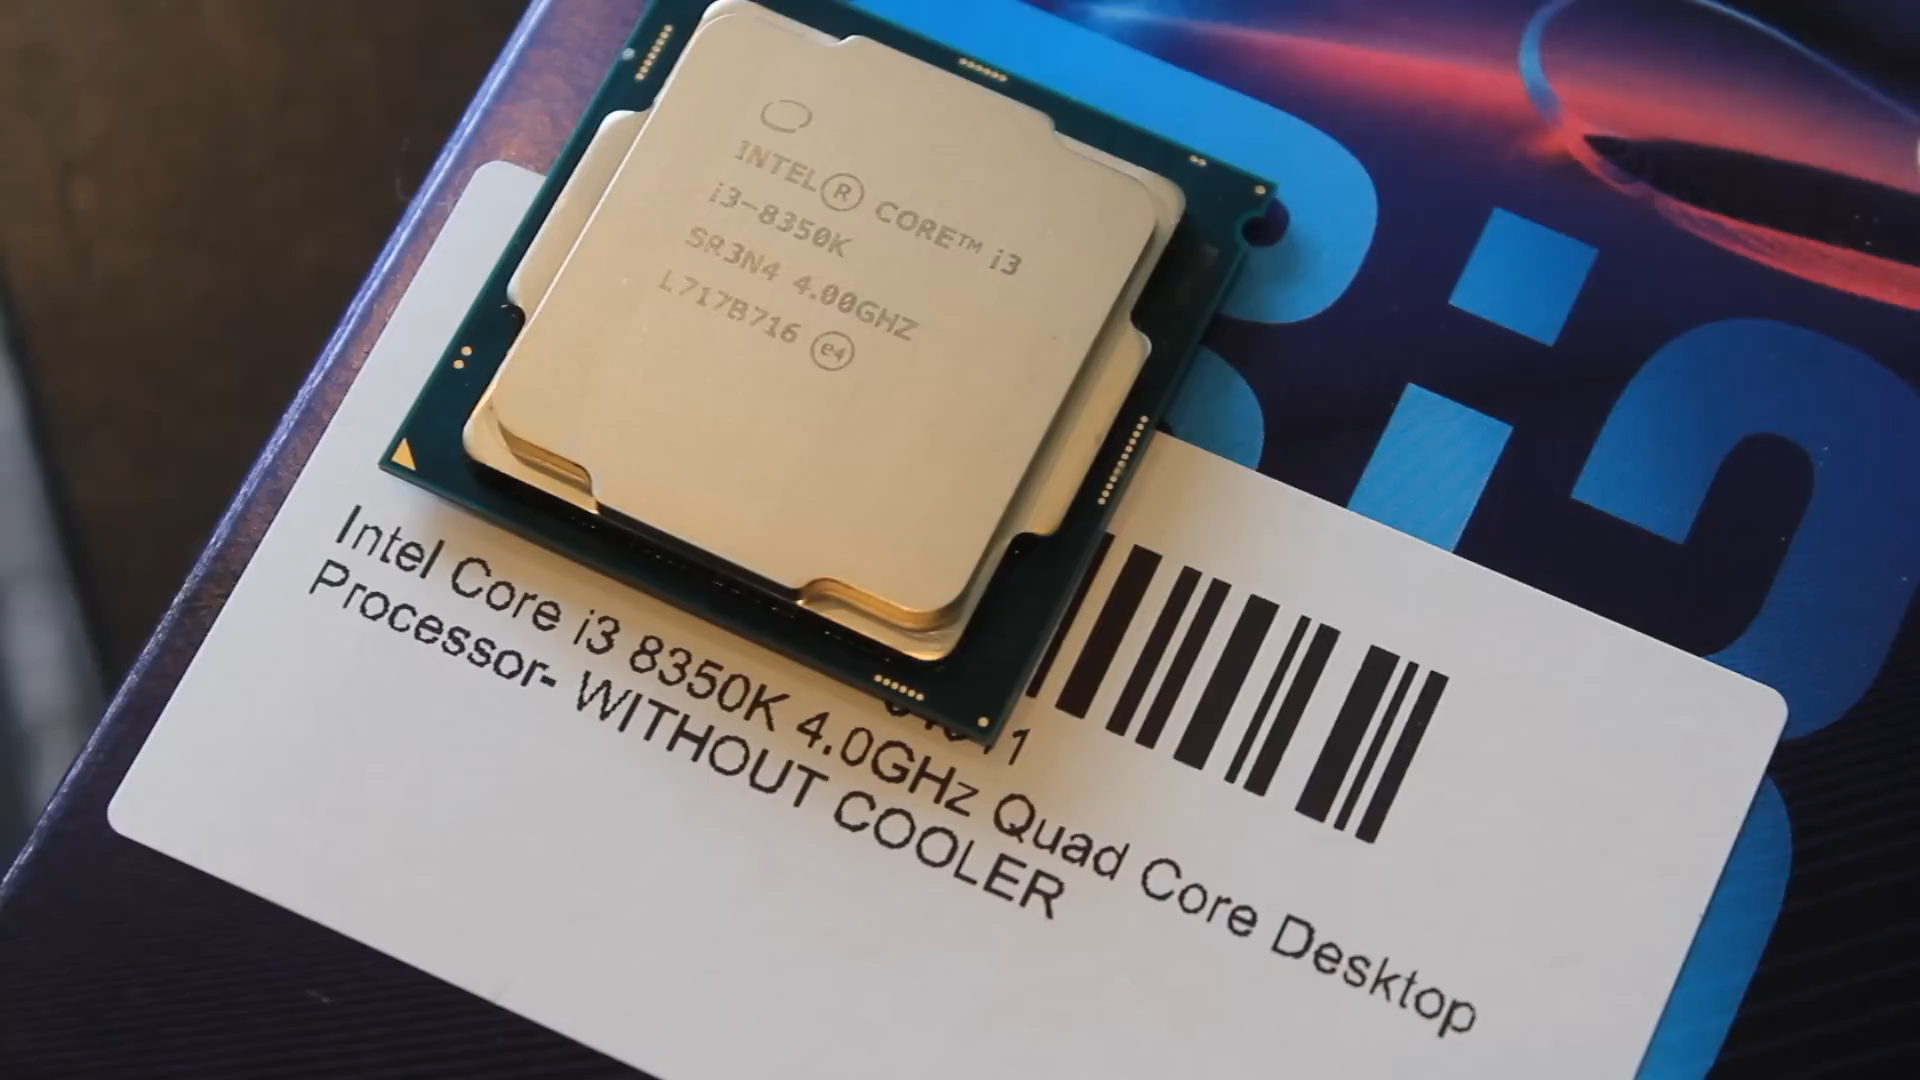 INTEL® CORE™ i3
i3-8350K
SR3N4 4.00GHZ
L717B716 e4
Intel Core i3 8350K 4.0GHz Quad Core Desktop
Processor- WITHOUT COOLER